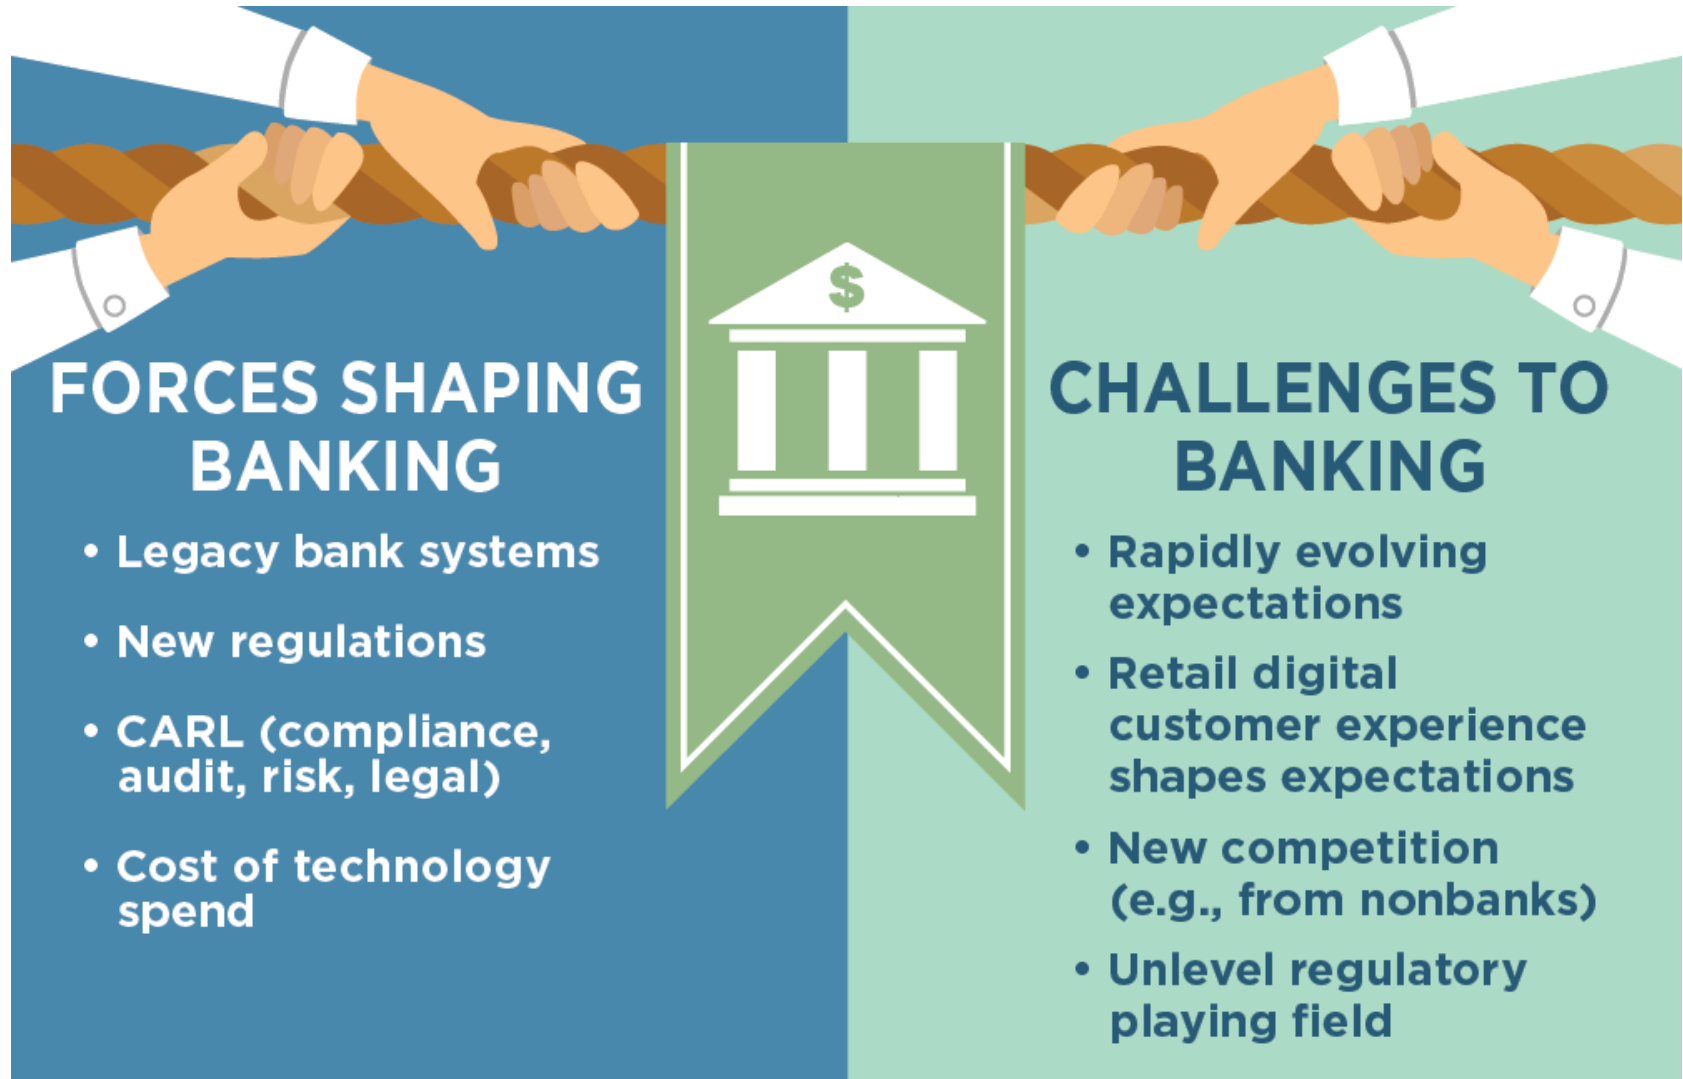 $
FORCES SHAPING
BANKING
• Legacy bank systems
• New regulations
• CARL (compliance,
audit, risk, legal)
• Cost of technology
spend
CHALLENGES TO
BANKING
• Rapidly evolving
expectations
• Retail digital
customer experience
shapes expectations
• New competition
(e.g., from nonbanks)
• Unlevel regulatory
playing field